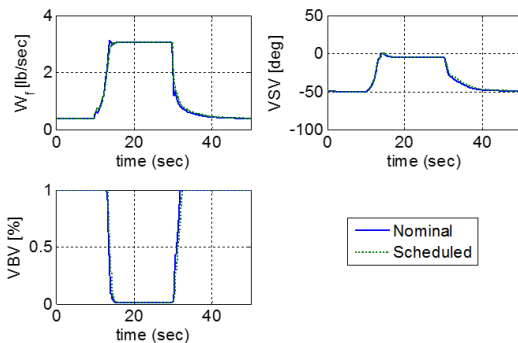 W_f [lb/sec]
4
2
0
0
20
40
time (sec)
VSV [deg]
50
0
-50
-100
0
20
40
time (sec)
VBV [%]
1
0.5
0
0
20
40
time (sec)
Nominal
Scheduled